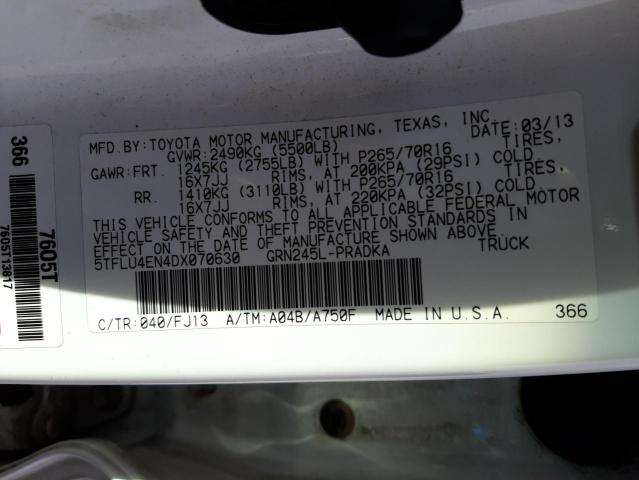 MFD.BY:TOYOTA MOTOR MANUFACTURING, TEXAS, INC. DATE:03/13
GVWR:2490KG (5500LB)
GAWR:FRT. 1245KG (2755LB) WITH P265/70R16 TIRES,
16X7JJ RIMS, AT 200KPA (29PSI) COLD
RR. 1410KG (3110LB) WITH P265/70R16 TIRES,
16X7JJ RIMS, AT 220KPA (32PSI) COLD.
THIS VEHICLE CONFORMS TO ALL APPLICABLE FEDERAL MOTOR
VEHICLE SAFETY AND THEFT PREVENTION STANDARDS IN
EFFECT ON THE DATE OF MANUFACTURE SHOWN ABOVE.
5TFLU4EN4DX070630 GRN245L-PRADKA TRUCK
C/TR:040/FJ13 A/TM:A04B/A750F MADE IN U.S.A. 366
366 7605T
7605T13817